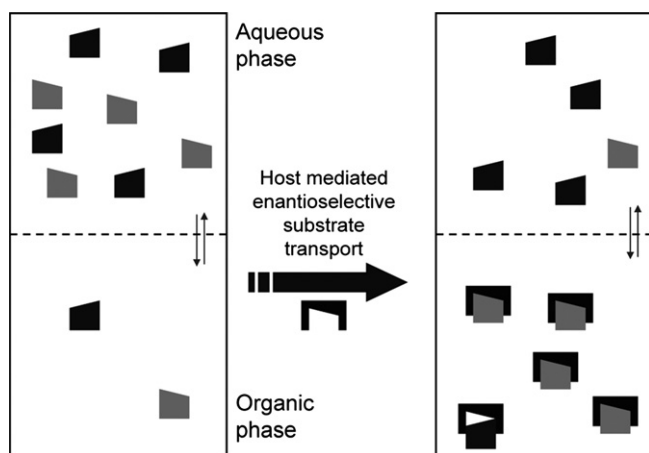 Aqueous
phase
Host mediated
enantioselective
substrate
transport
Organic
phase